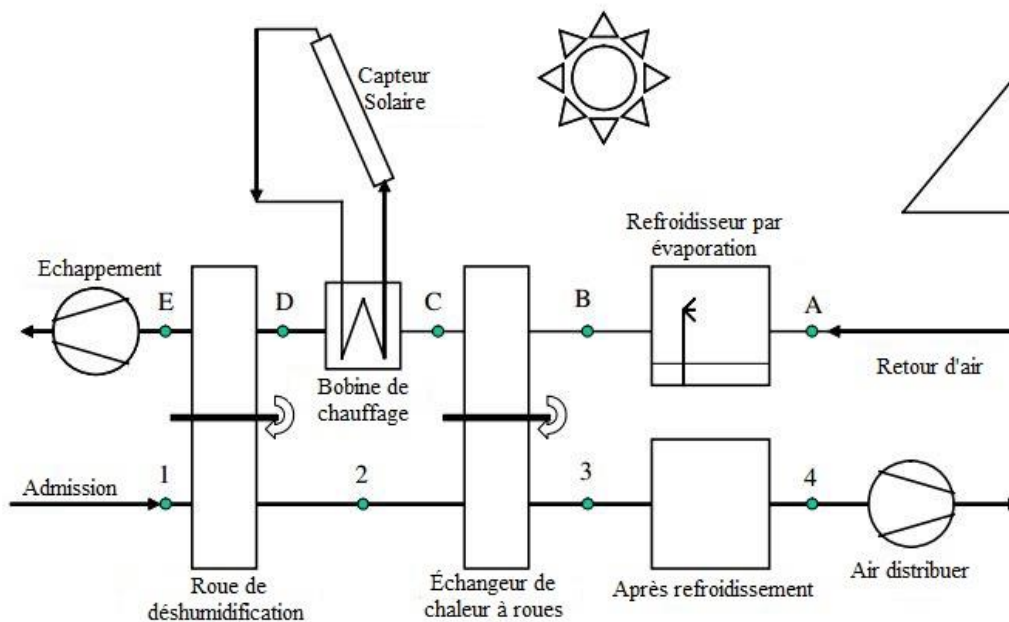 Capteur
Solaire
Refroidisseur par
évaporation
Echappement
E
D
C
B
A
Retour d'air
Bobine de
chauffage
Admission
1
2
3
4
Roue de
déshumidification
Échangeur de
chaleur à roues
Après refroidissement
Air distribuer